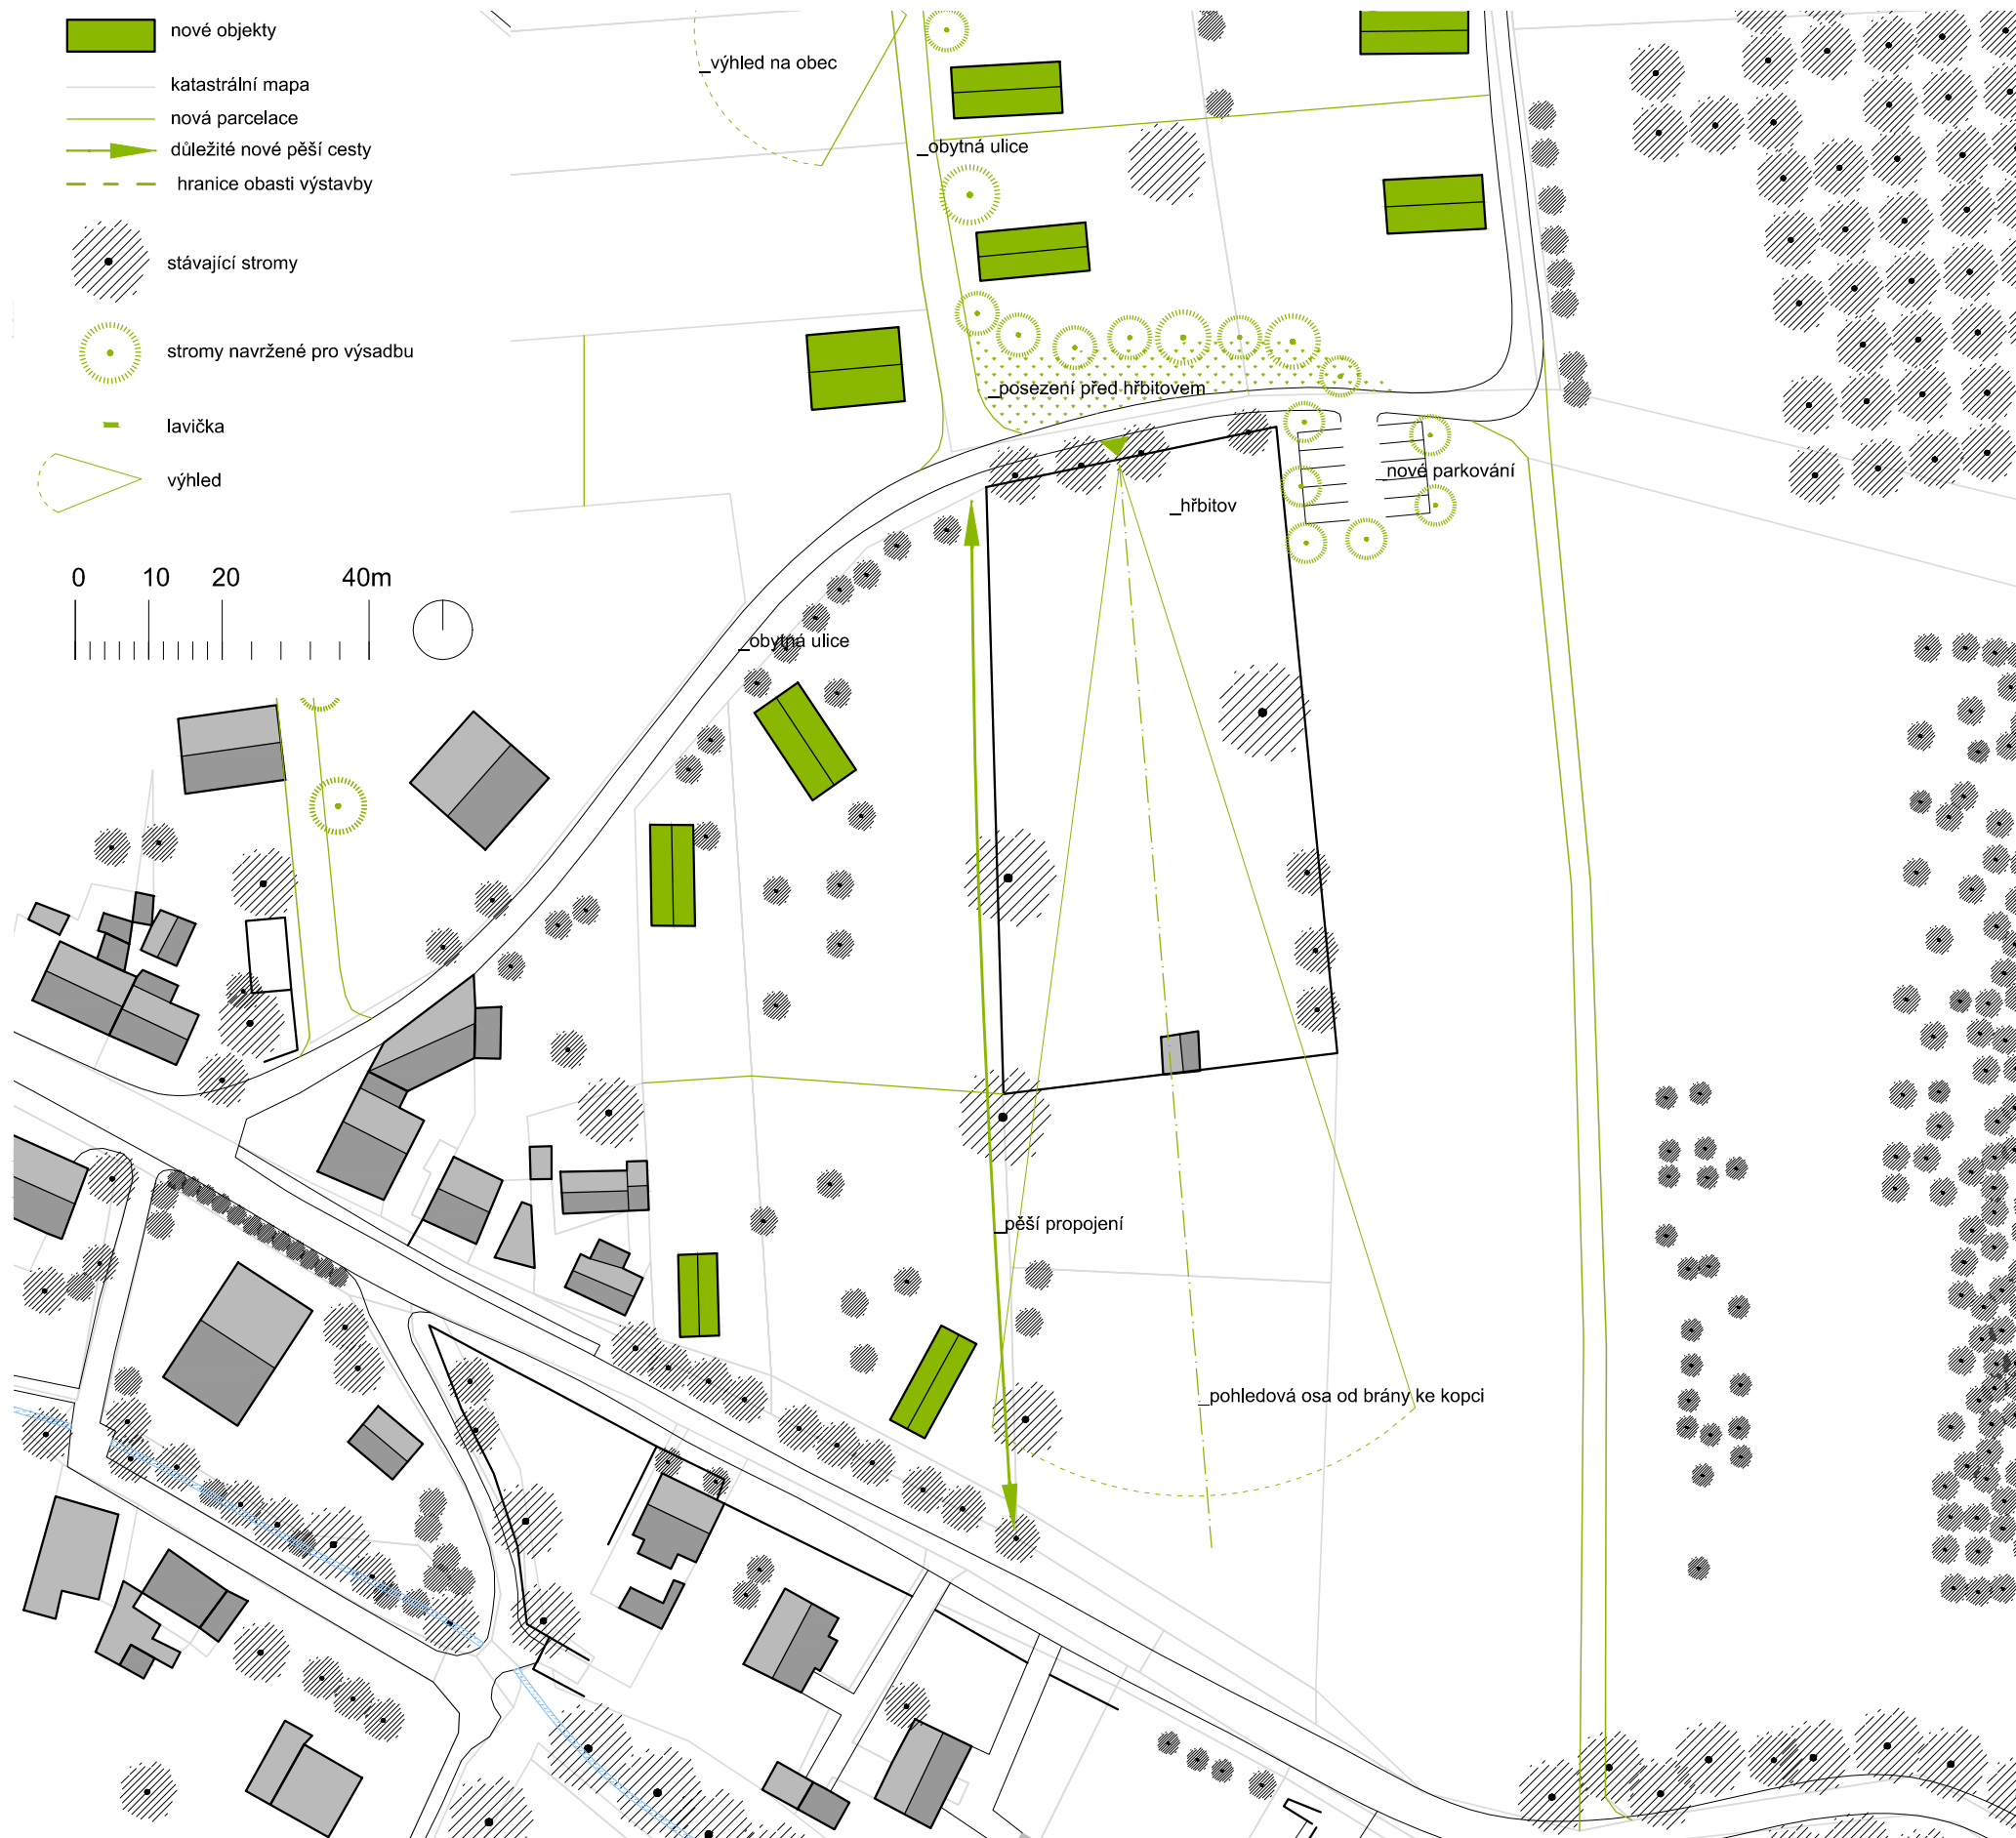 nové objekty
katastrální mapa
nová parcelace
důležité nové pěší cesty
hranice obasti výstavby
stávající stromy
stromy navržené pro výsadbu
lavička
výhled
0 10 20 40m
_výhled na obec
_obytná ulice
_posezení před hřbitovem
_nové parkování
_hřbitov
_obytná ulice
_pěší propojení
_pohledová osa od brány ke kopci